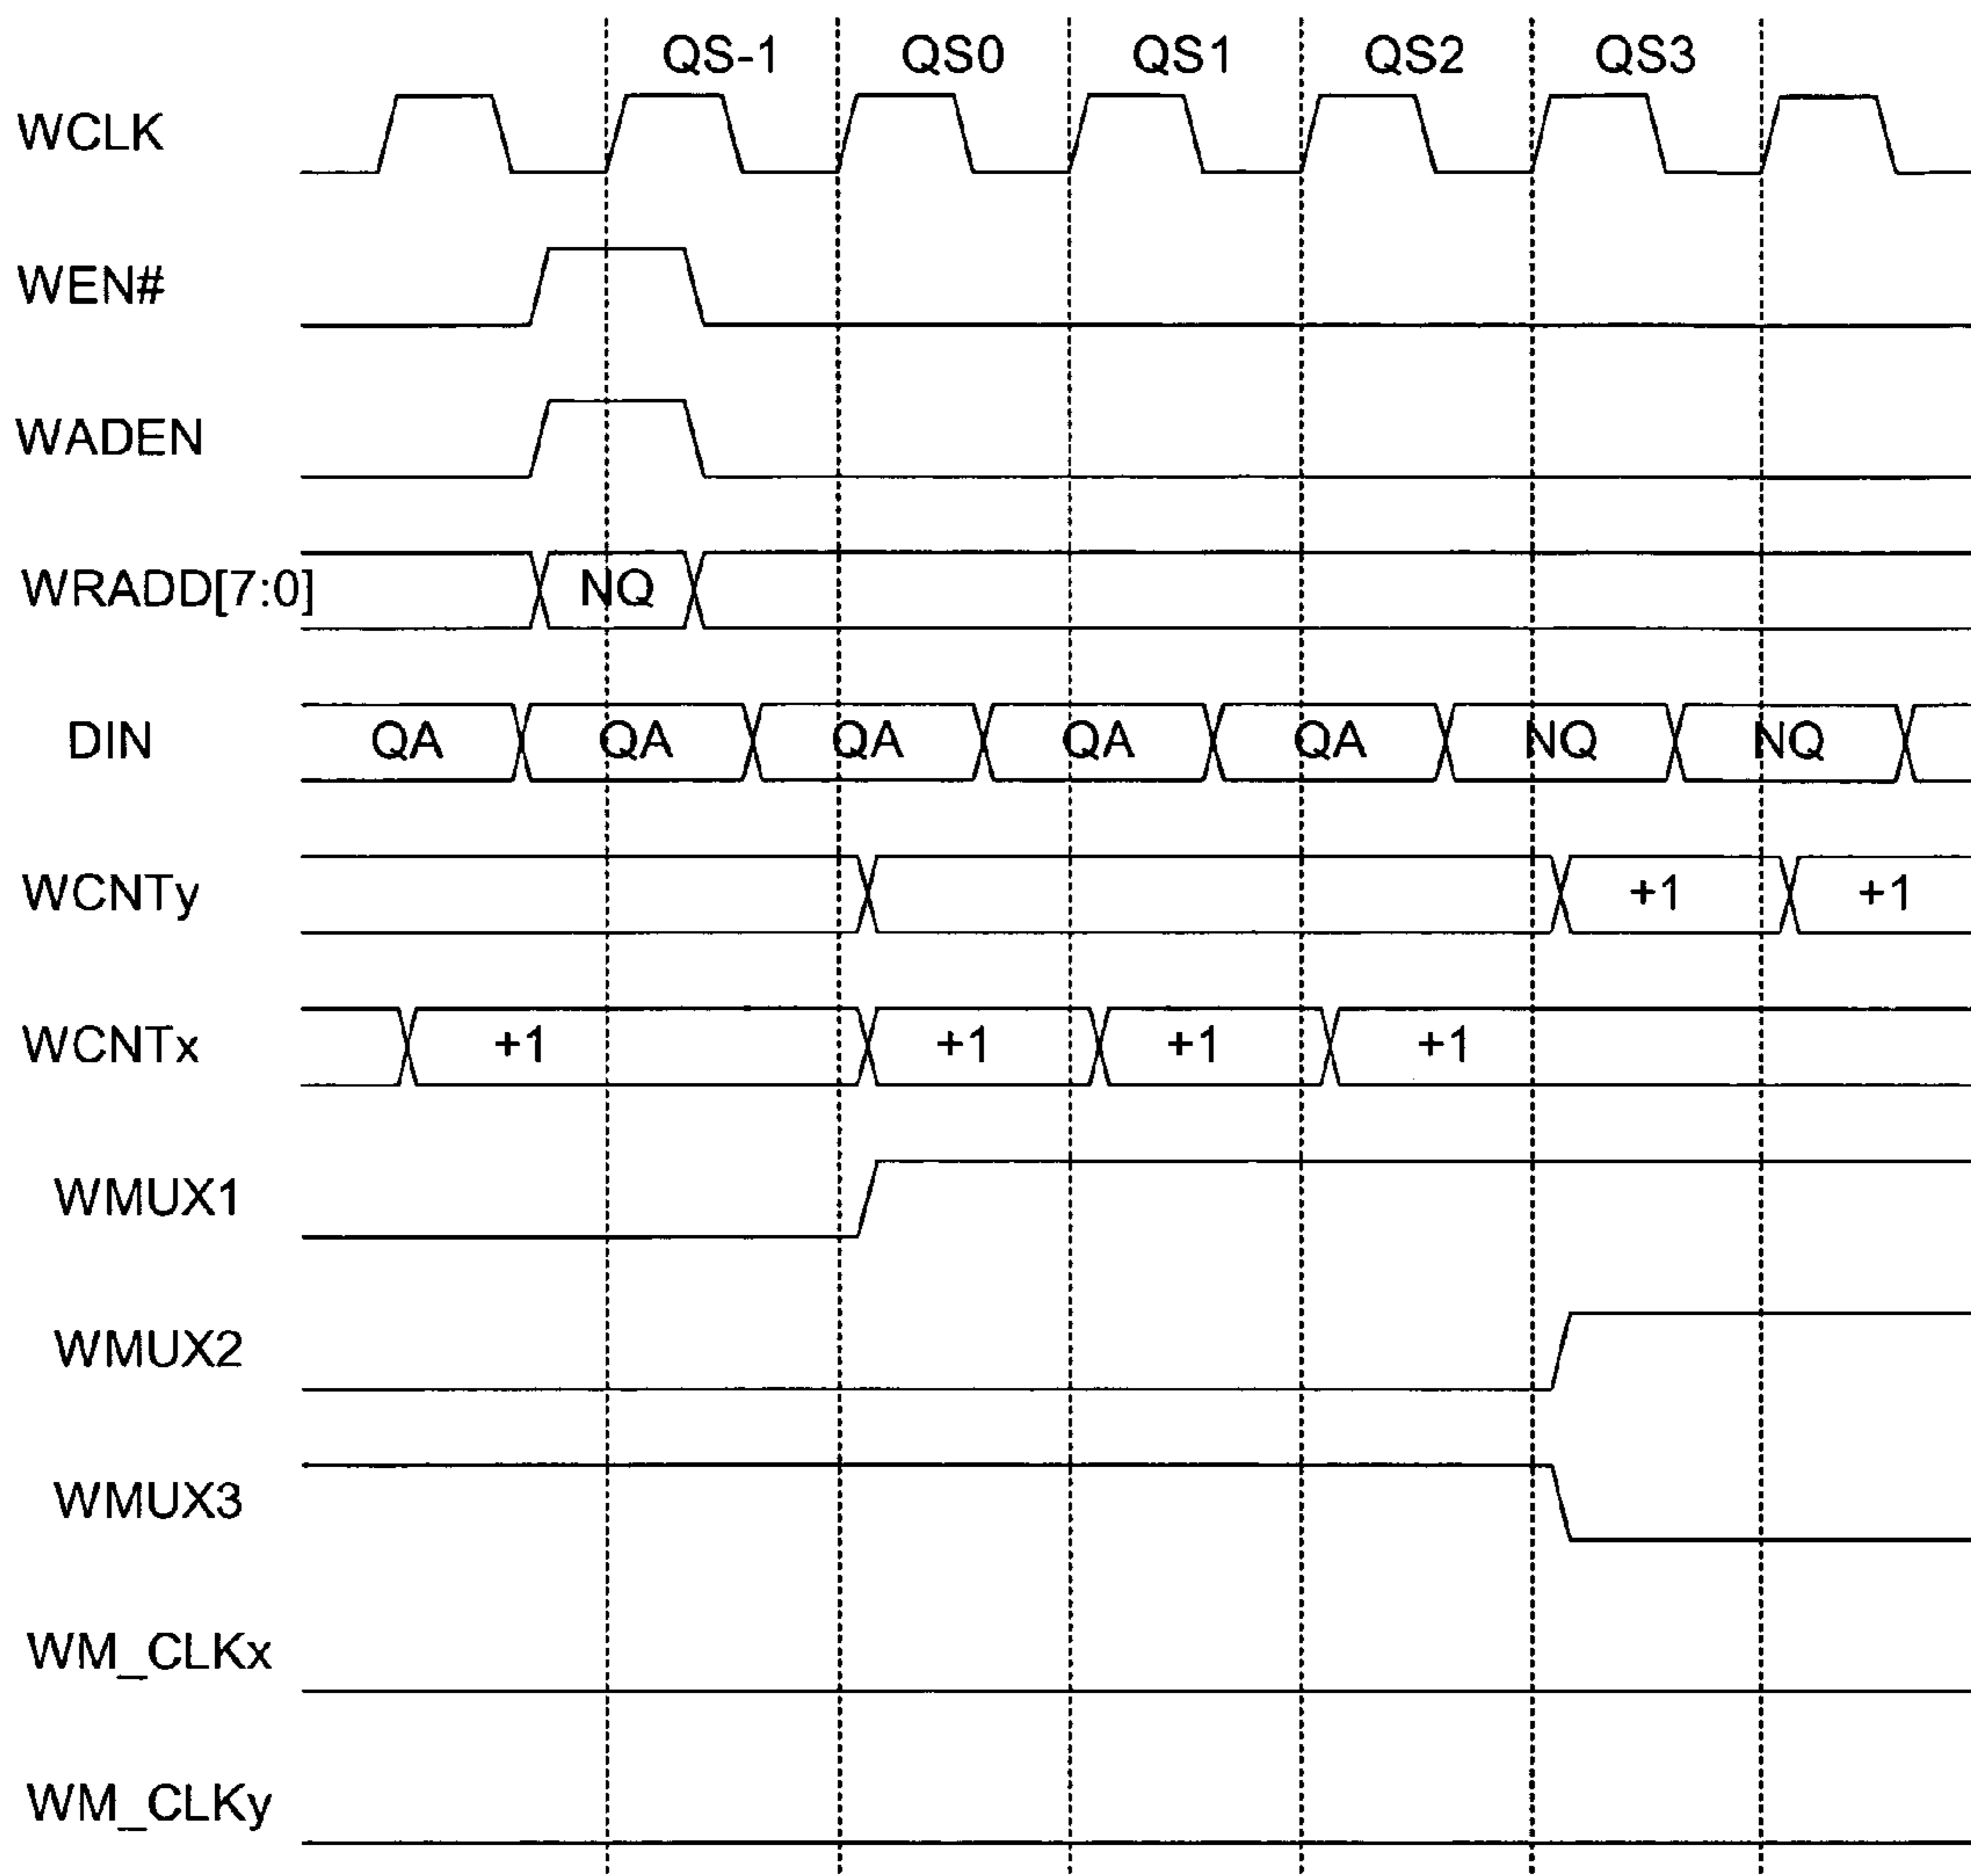 QS-1 QS0 QS1 QS2 QS3
WCLK
WEN#
WADEN
WRADD[7:0] NQ
DIN QA QA QA QA QA NQ NQ
WCNTy +1 +1
WCNTx +1 +1 +1 +1
WMUX1
WMUX2
WMUX3
WM_CLKx
WM_CLKy